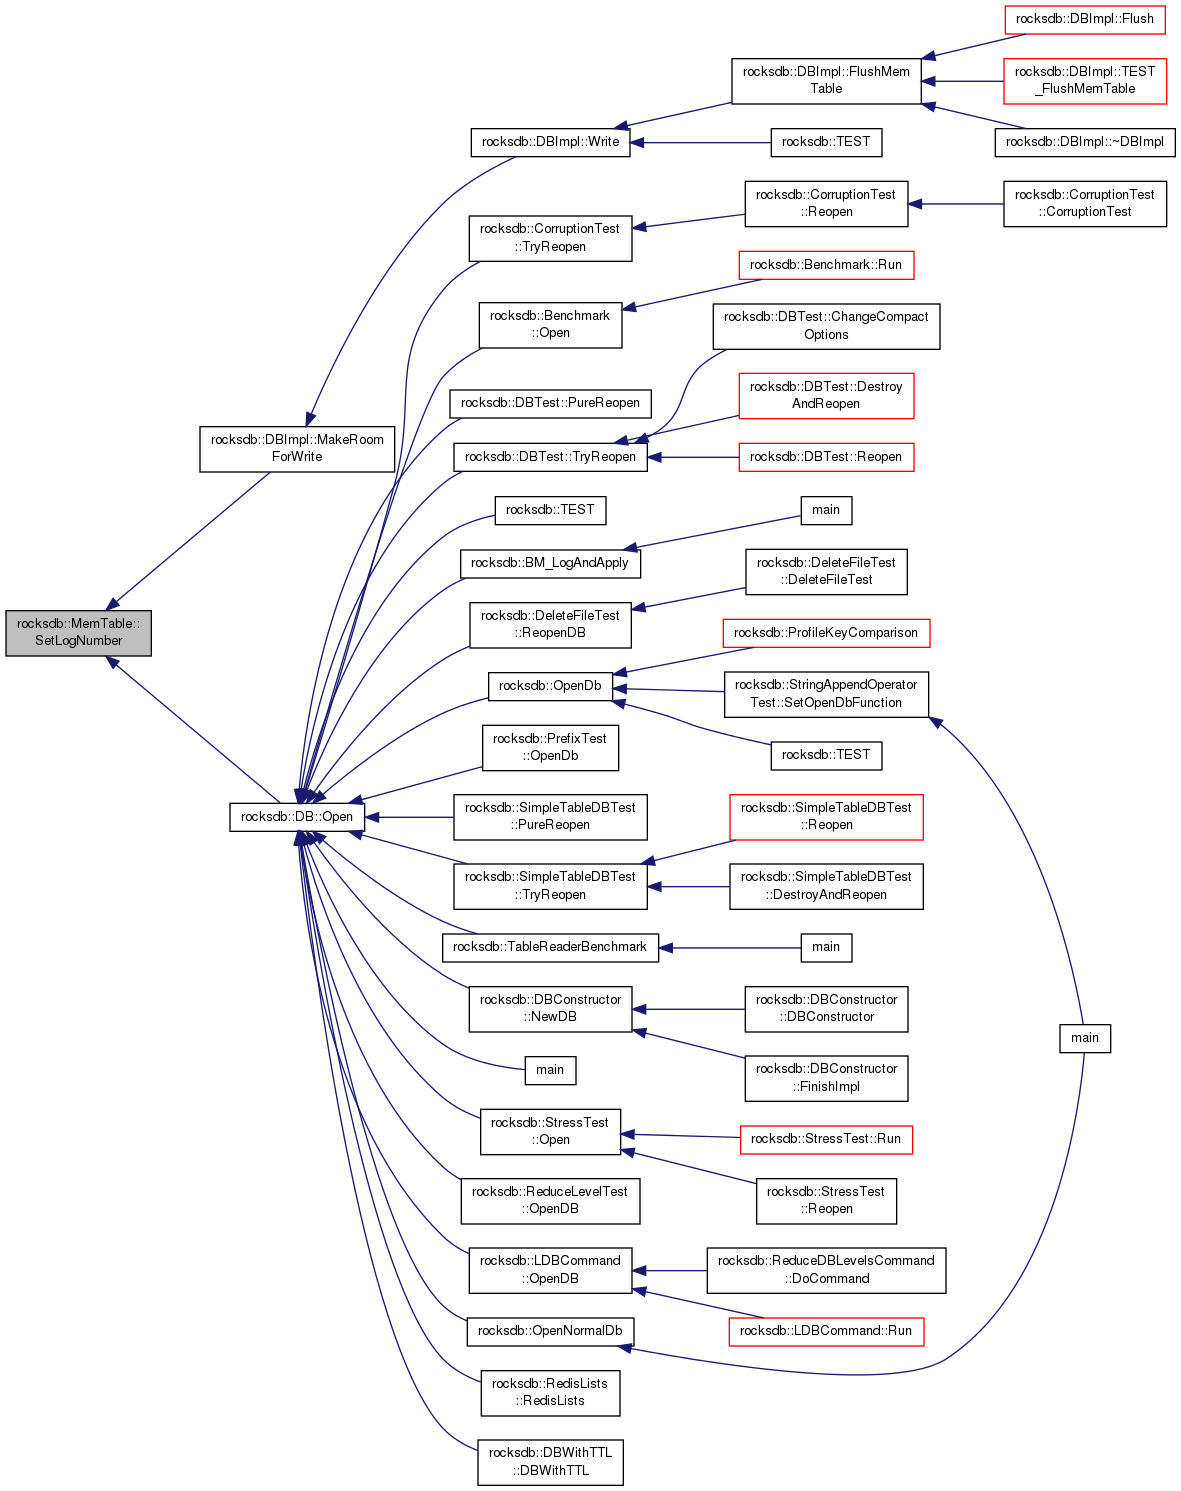 rocksdb::DBImpl::Flush
rocksdb::DBImpl::FlushMem
Table
rocksdb::DBImpl::TEST
_FlushMemTable
rocksdb::DBImpl::Write
rocksdb::TEST
rocksdb::DBImpl::~DBImpl
rocksdb::CorruptionTest
::TryReopen
rocksdb::CorruptionTest
::Reopen
rocksdb::CorruptionTest
::CorruptionTest
rocksdb::Benchmark::Run
rocksdb::Benchmark
::Open
rocksdb::DBTest::ChangeCompact
Options
rocksdb::DBTest::PureReopen
rocksdb::DBTest::Destroy
AndReopen
rocksdb::DBImpl::MakeRoom
ForWrite
rocksdb::DBTest::TryReopen
rocksdb::DBTest::Reopen
rocksdb::TEST
main
rocksdb::BM_LogAndApply
rocksdb::DeleteFileTest
::DeleteFileTest
rocksdb::MemTable::
SetLogNumber
rocksdb::DeleteFileTest
::ReopenDB
rocksdb::ProfileKeyComparison
rocksdb::OpenDb
rocksdb::StringAppendOperator
Test::SetOpenDbFunction
rocksdb::PrefixTest
::OpenDb
rocksdb::TEST
rocksdb::DB::Open
rocksdb::SimpleTableDBTest
::PureReopen
rocksdb::SimpleTableDBTest
::Reopen
rocksdb::SimpleTableDBTest
::TryReopen
rocksdb::SimpleTableDBTest
::DestroyAndReopen
rocksdb::TableReaderBenchmark
main
rocksdb::DBConstructor
::NewDB
rocksdb::DBConstructor
::DBConstructor
main
main
rocksdb::DBConstructor
::FinishImpl
rocksdb::StressTest
::Open
rocksdb::StressTest::Run
rocksdb::ReduceLevelTest
::OpenDB
rocksdb::StressTest
::Reopen
rocksdb::LDBCommand
::OpenDB
rocksdb::ReduceDBLevelsCommand
::DoCommand
rocksdb::OpenNormalDb
rocksdb::LDBCommand::Run
rocksdb::RedisLists
::RedisLists
rocksdb::DBWithTTL
::DBWithTTL